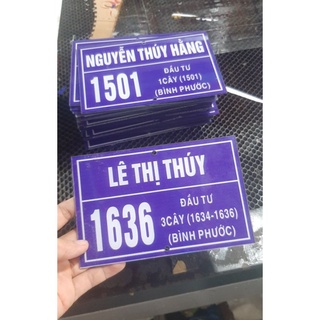 NGUYỄN THÚY HẰNG
1501
ĐẦU TƯ
1CÂY (1501)
(BÌNH PHƯỚC)
LÊ THỊ THÚY
1636
ĐẦU TƯ
3CÂY (1634-1636)
(BÌNH PHƯỚC)